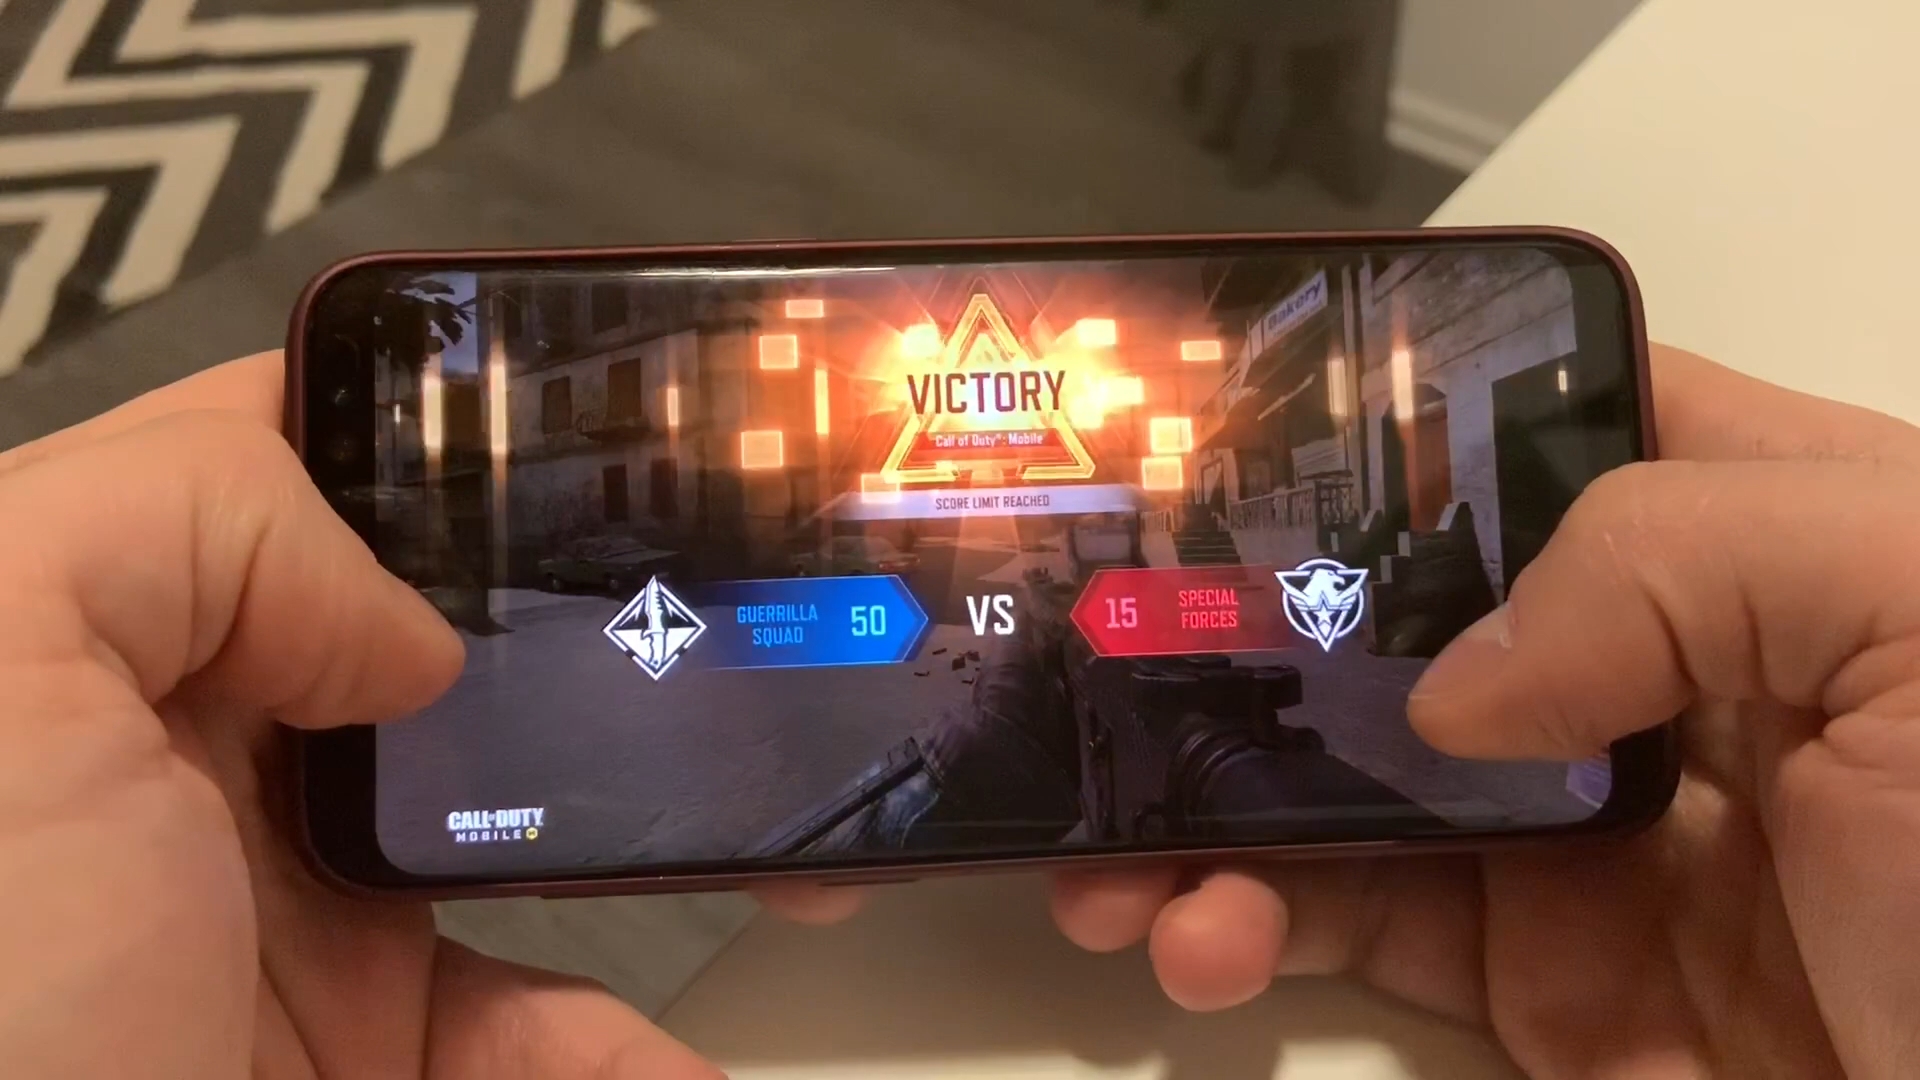 Bakery
VICTORY
Call of Duty®: Mobile
SCORE LIMIT REACHED
GUERRILLA
SQUAD
50
VS
15
SPECIAL
FORCES
CALL OF DUTY
MOBILE